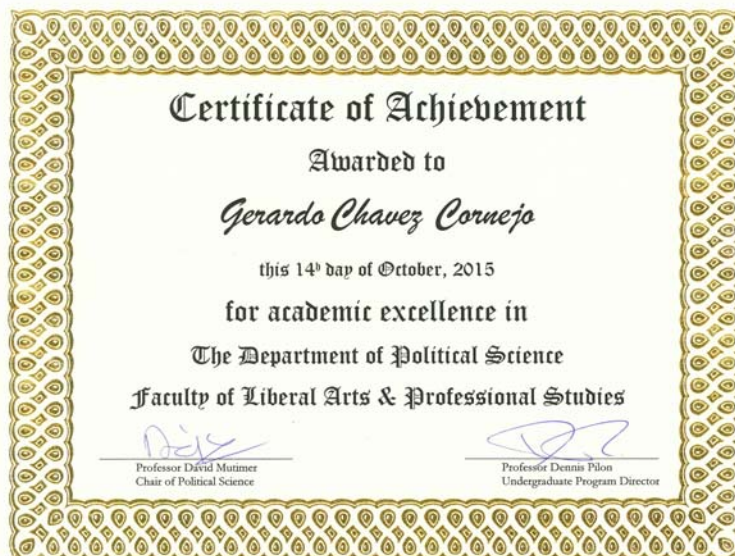 Certificate of Achievement
Awarded to
Gerardo Chavez Cornejo
this 14th day of October, 2015
for academic excellence in
The Department of Political Science
Faculty of Liberal Arts & Professional Studies
Professor David Mutimer
Chair of Political Science
Professor Dennis Pilon
Undergraduate Program Director